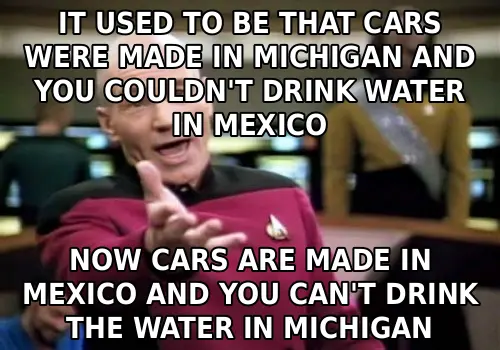 IT USED TO BE THAT CARS
WERE MADE IN MICHIGAN AND
YOU COULDN'T DRINK WATER
IN MEXICO
NOW CARS ARE MADE IN
MEXICO AND YOU CAN'T DRINK
THE WATER IN MICHIGAN